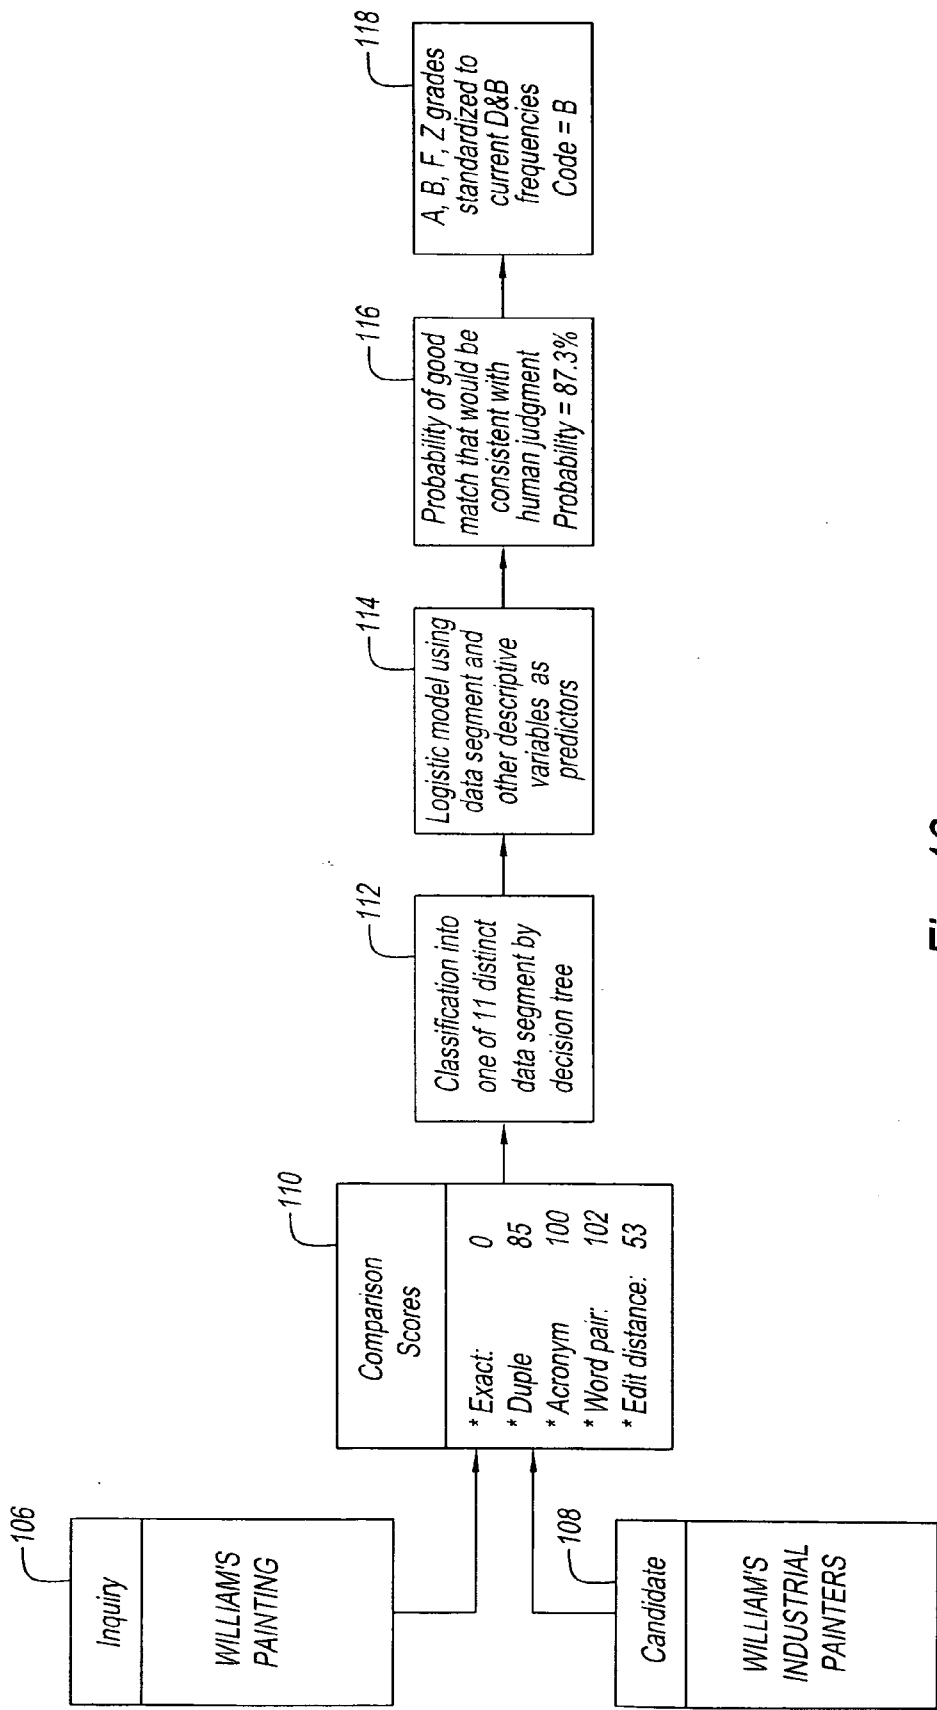 106
Inquiry
WILLIAM'S
PAINTING
108
Candidate
WILLIAM'S
INDUSTRIAL
PAINTERS
110
Comparison
Scores
* Exact: 0
* Duple 85
* Acronym 100
* Word pair: 102
* Edit distance: 53
112
Classification into
one of 11 distinct
data segment by
decision tree
114
Logistic model using
data segment and
other descriptive
variables as
predictors
116
Probability of good
match that would be
consistent with
human judgment
Probability = 87.3%
118
A, B, F, Z grades
standardized to
current D&B
frequencies
Code = B